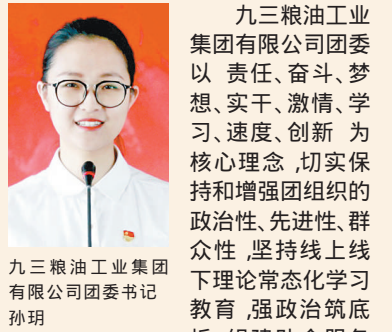 九三粮油工业集团
有限公司团委书记
孙玥
九三粮油工业
集团有限公司团委
以 责任、奋斗、梦
想、实干、激情、学
习、速度、创新 为
核心理念 ,切实保
持和增强团组织的
政治性、先进性、群
众性 ,坚持线上线
下理论常态化学习
教育 ,强政治筑底